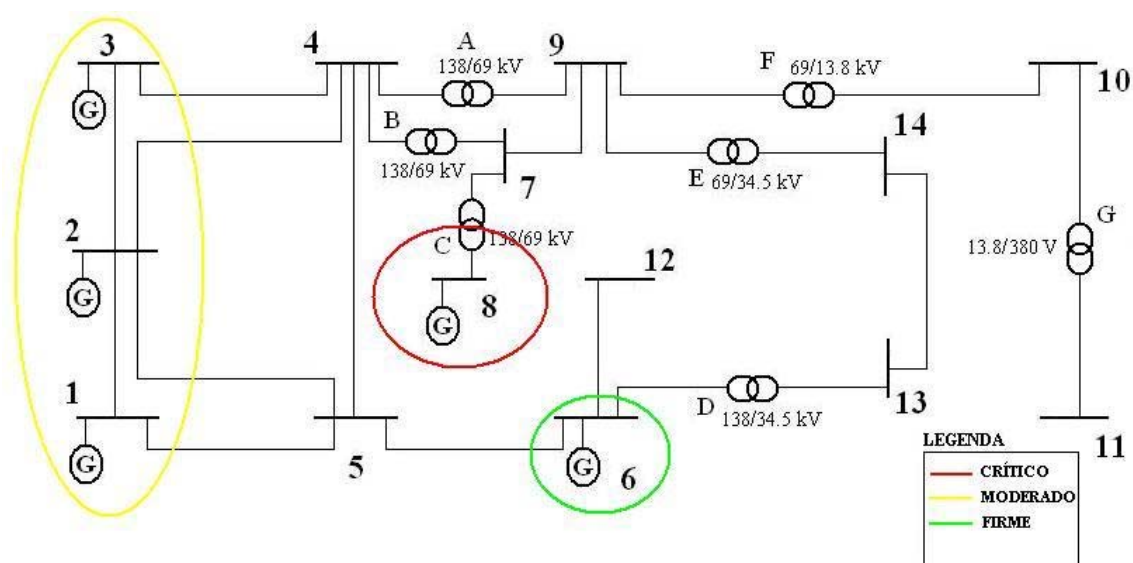 3
4
A
138/69 kV
9
F
69/13.8 kV
10
G
B
138/69 kV
7
14
E 69/34.5 kV
2
G
C
138/69 kV
8
G
12
G
13.8/380 V
1
G
5
6
G
D
138/34.5 kV
13
11
LEGENDA
CRÍTICO
MODERADO
FIRME